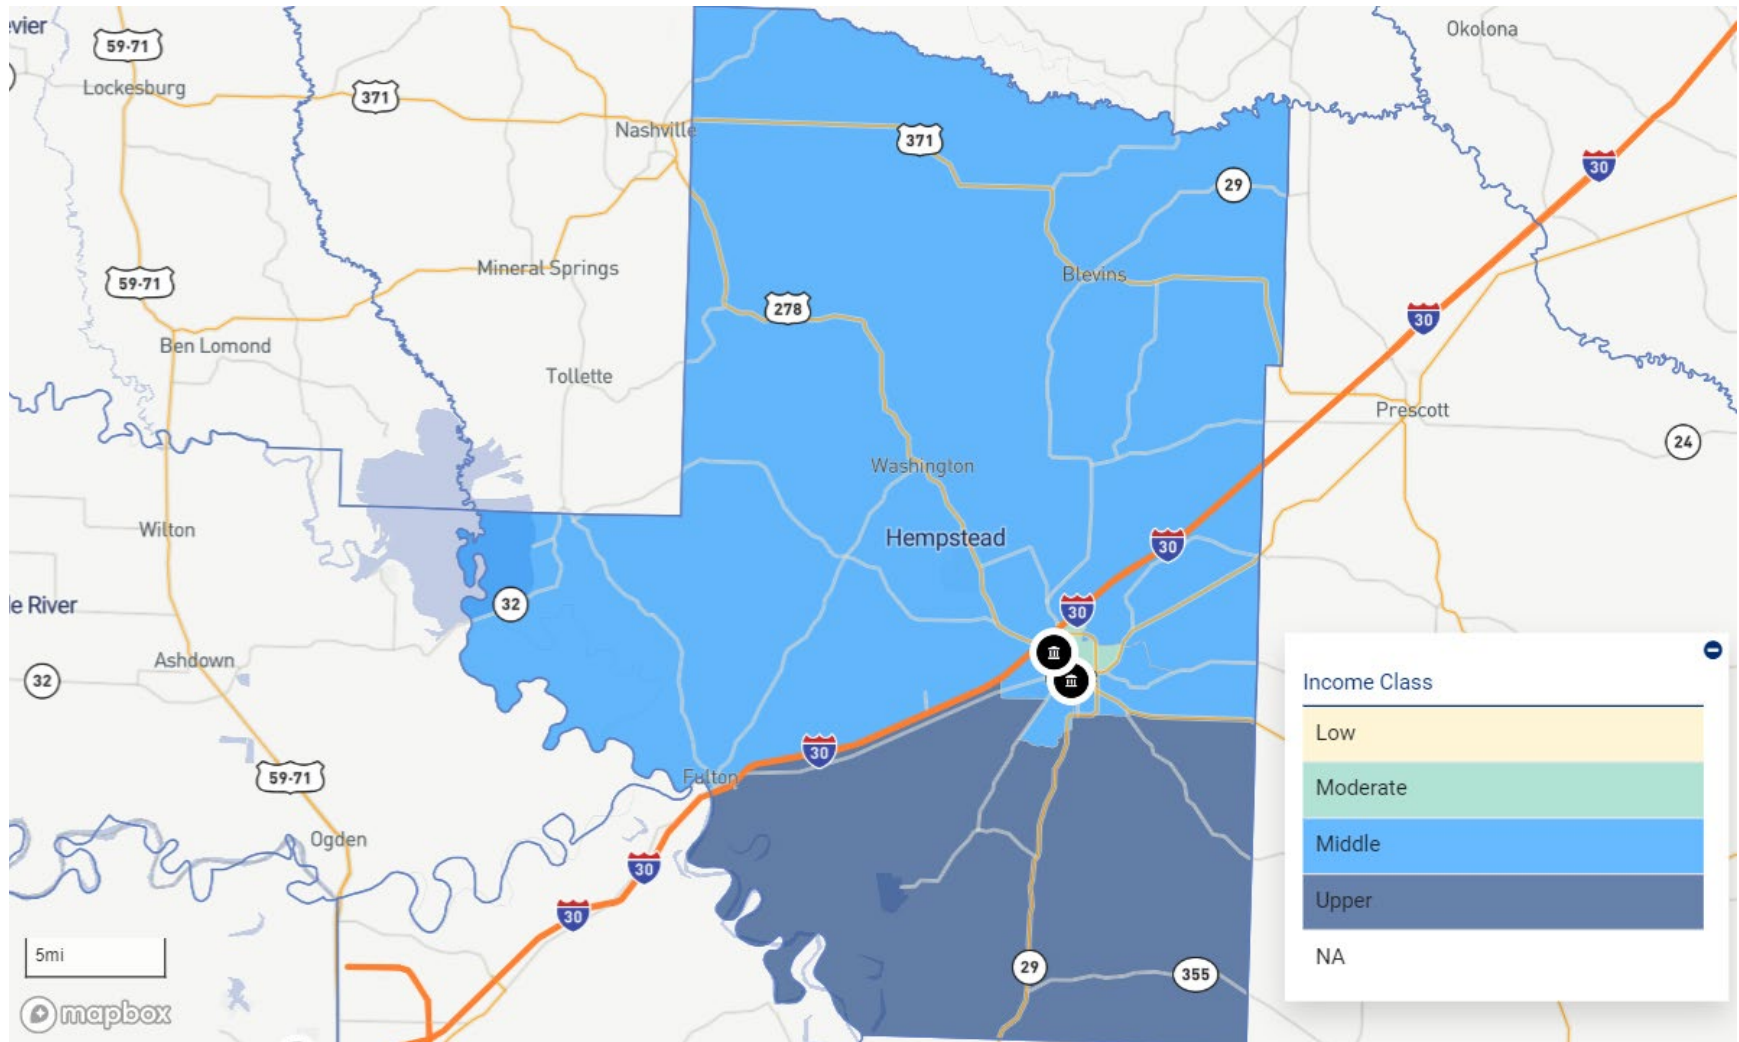 vier
59-71
Lockesburg
371
Nashville
371
Okolona
30
29
Mineral Springs
59-71
Blevins
278
30
Ben Lomond
Tollette
Prescott
24
Washington
Wilton
Hempstead
30
32
le River
30
Ashdown
32
30
Fulton
59-71
Ogden
30
30
29
355
5mi
mapbox
Income Class
Low
Moderate
Middle
Upper
NA